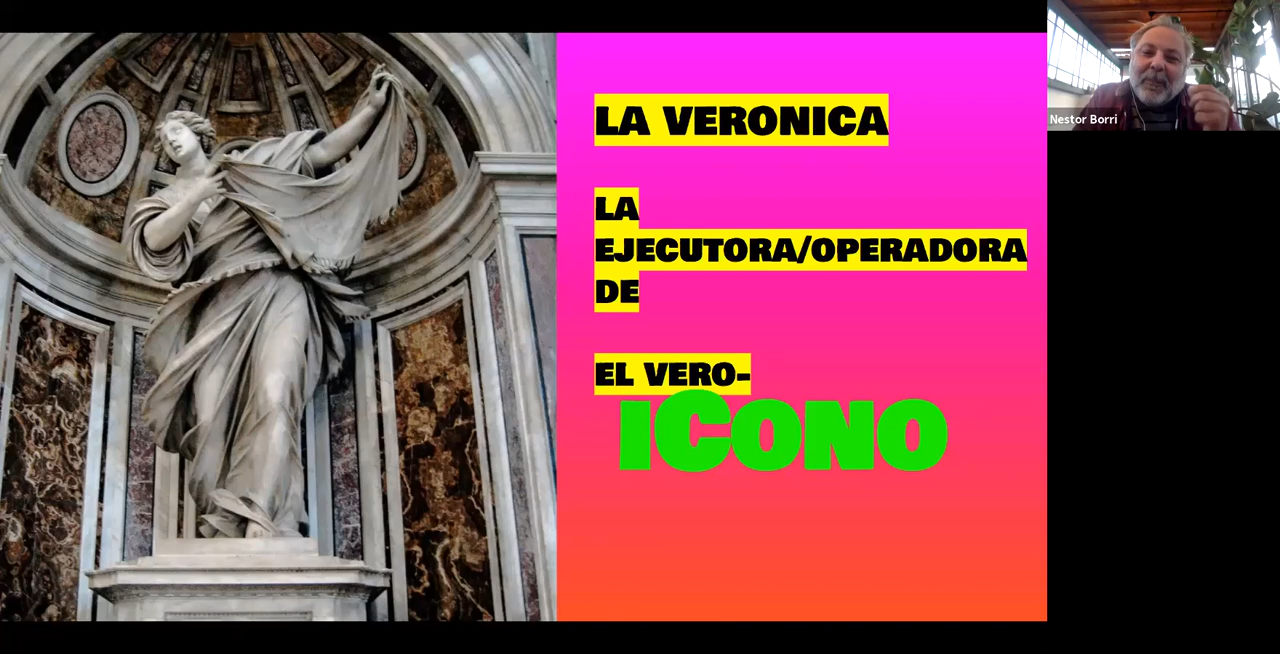 LA VERONICA
LA
EJECUTORA/OPERADORA
DE
EL VERO-
iCONO
Nestor Borri